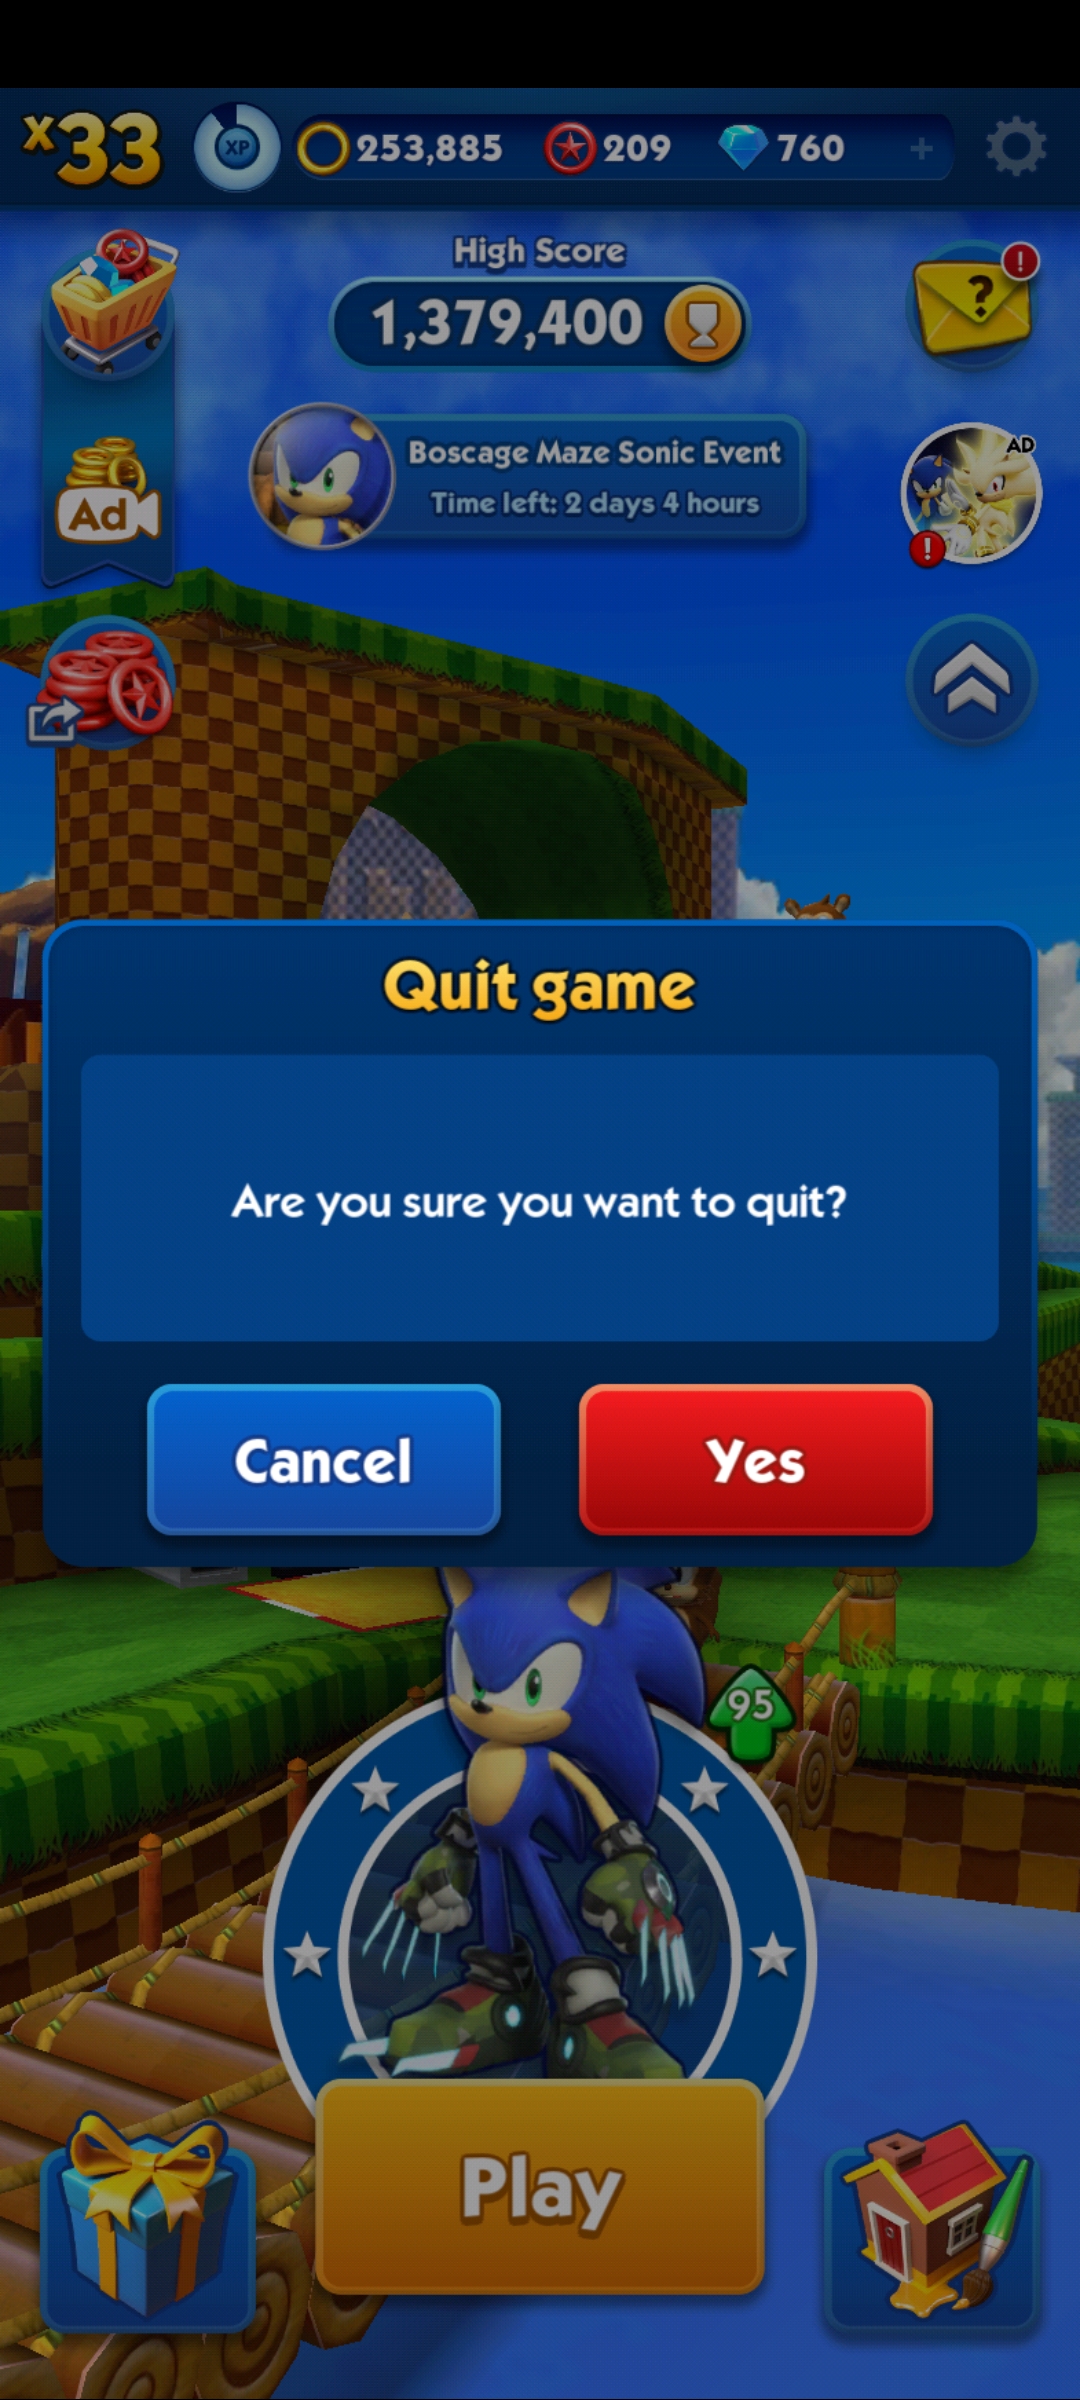 x33
XP
253,885
209
760
+
High Score
1,379,400
?
!
Boscage Maze Sonic Event
Time left: 2 days 4 hours
Ad
AD
!
Quit game
Are you sure you want to quit?
Cancel
Yes
95
Play